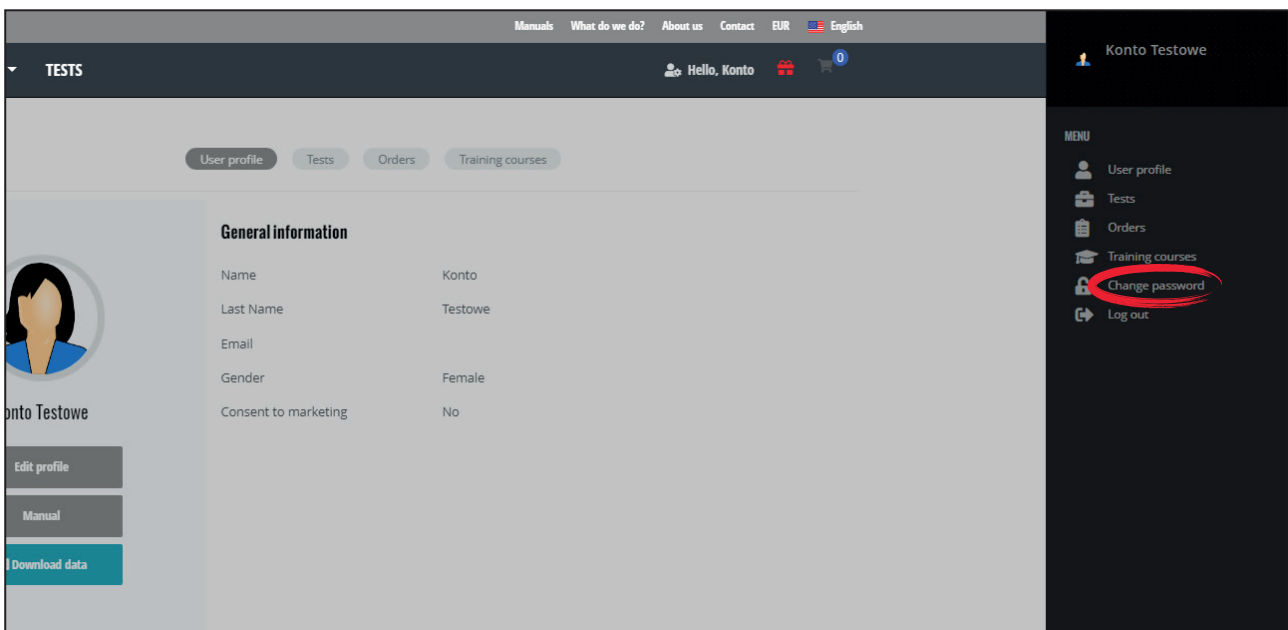 Manuals What do we do? About us Contact EUR English
TESTS Hello, Konto 0
User profile Tests Orders Training courses
General information
Name Konto
Last Name Testowe
Email
Gender Female
Consent to marketing No
onto Testowe
Edit profile
Manual
Download data
Konto Testowe
MENU
User profile
Tests
Orders
Training courses
Change password
Log out